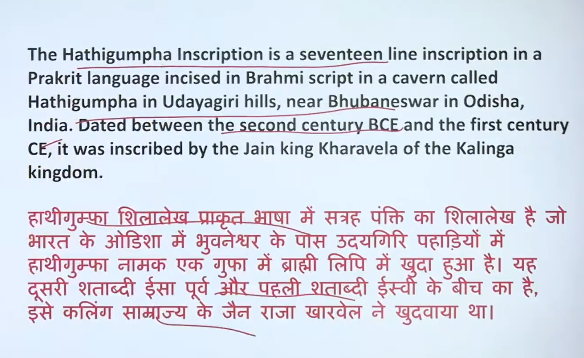 The Hathigumpha Inscription is a seventeen line inscription in a
Prakrit language incised in Brahmi script in a cavern called
Hathigumpha in Udayagiri hills, near Bhubaneswar in Odisha,
India. Dated between the second century BCE and the first century
CE, it was inscribed by the Jain king Kharavela of the Kalinga
kingdom.
हाथीगुम्फ़ा शिलालेख प्राकृत भाषा में सत्रह पंक्ति का शिलालेख है जो
भारत के ओडिशा में भुवनेश्वर के पास उदयगिरि पहाड़ियों में
हाथीगुम्फा नामक एक गुफा में ब्राह्मी लिपि में खुदा हुआ है। यह
दूसरी शताब्दी ईसा पूर्व और पहली शताब्दी ईस्वी के बीच का है,
इसे कलिंग साम्राज्य के जैन राजा खारवेल ने खुदवाया था।